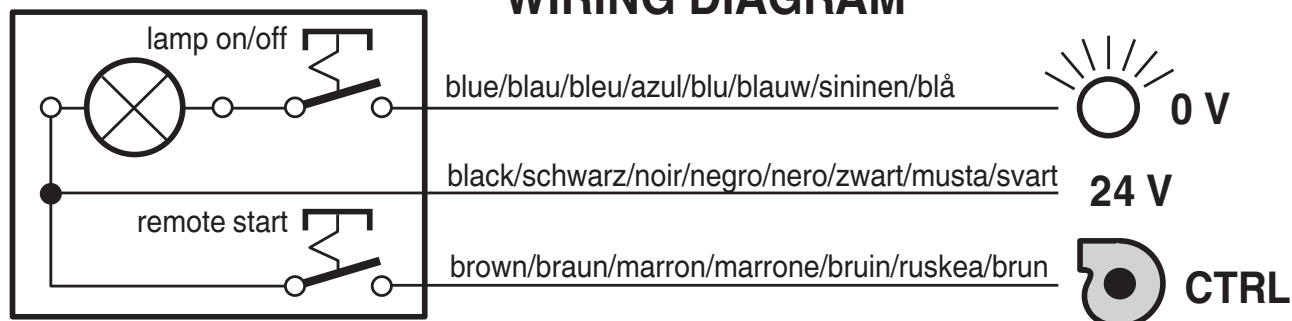 WIRING DIAGRAM
lamp on/off
blue/blau/bleu/azul/blu/blauw/sininen/blå
0 V
black/schwarz/noir/negro/nero/zwart/musta/svart
24 V
remote start
brown/braun/marron/marrone/bruin/ruskea/brun
CTRL